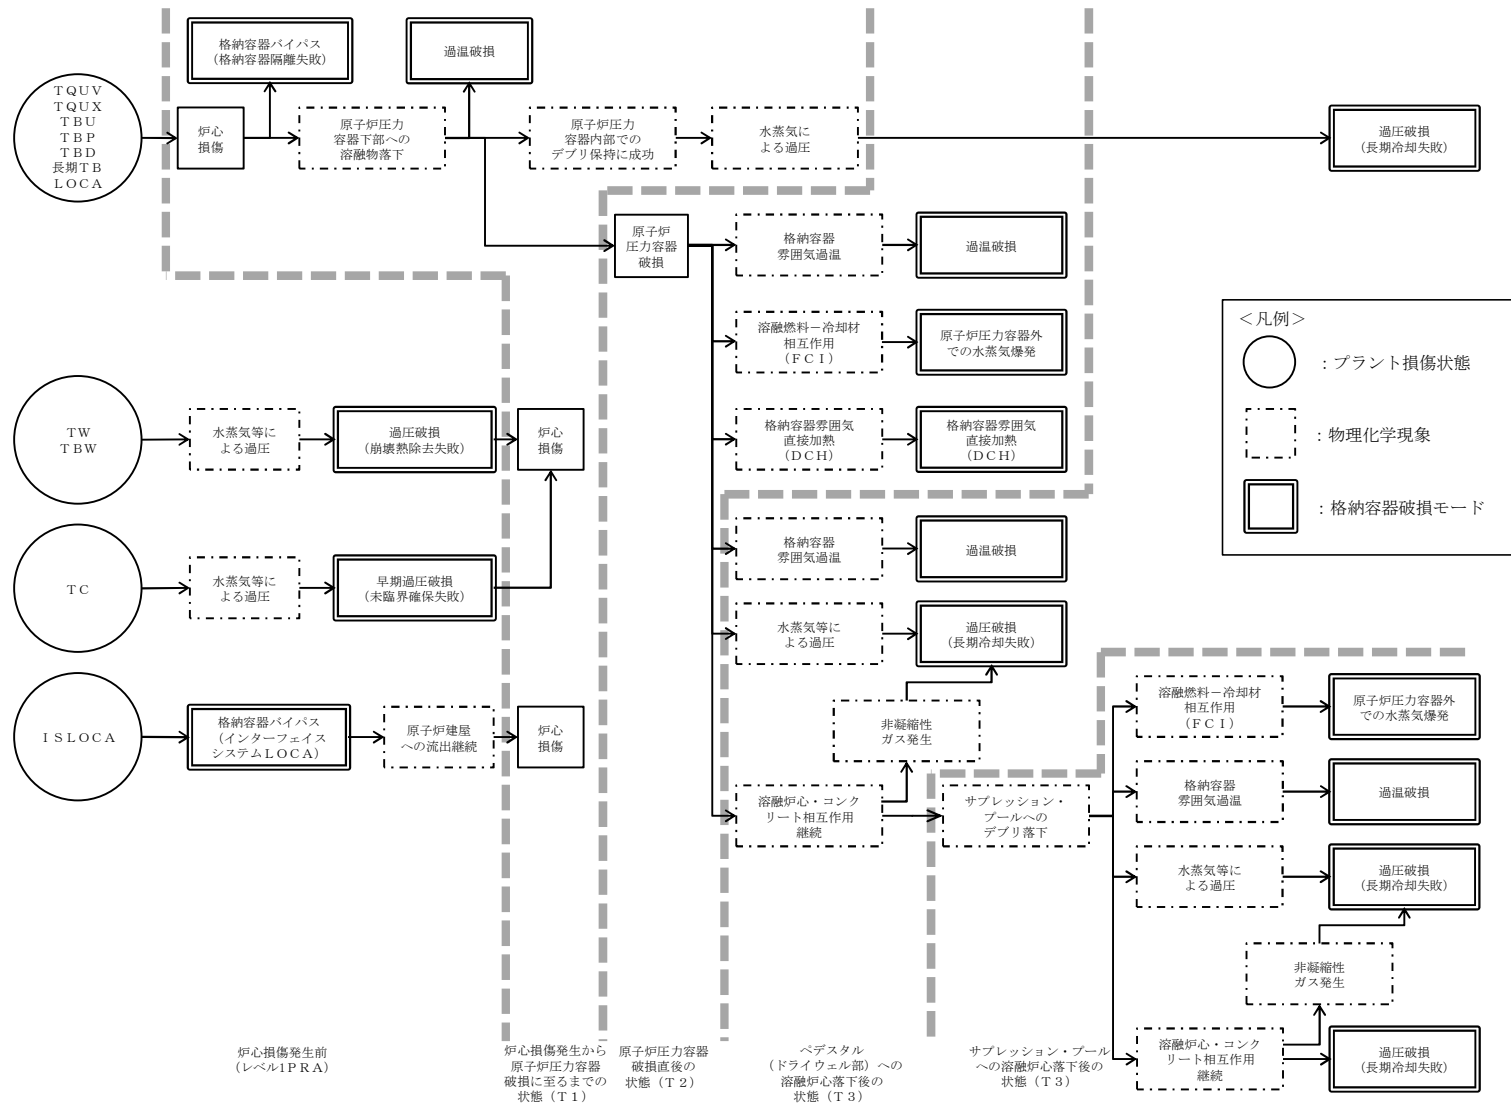 格納容器バイパス
（格納容器隔離失敗）
過温破損
ＴＱＵＶ
ＴＱＵＸ
ＴＢＵ
ＴＢＰ
ＴＢＤ
長期ＴＢ
ＬＯＣＡ
炉心
損傷
原子炉圧力
容器下部への
溶融物落下
原子炉圧力
容器内部での
デブリ保持に成功
水蒸気に
よる過圧
過圧破損
（長期冷却失敗）
原子炉
圧力容器
破損
格納容器
雰囲気過温
過温破損
溶融燃料－冷却材
相互作用
（ＦＣＩ）
原子炉圧力容器外
での水蒸気爆発
格納容器雰囲気
直接加熱
（ＤＣＨ）
格納容器雰囲気
直接加熱
（ＤＣＨ）
＜凡例＞
：プラント損傷状態
：物理化学現象
：格納容器破損モード
ＴＷ
ＴＢＷ
水蒸気等に
よる過圧
過圧破損
（崩壊熱除去失敗）
炉心
損傷
格納容器
雰囲気過温
過温破損
ＴＣ
水蒸気等に
よる過圧
早期過圧破損
（未臨界確保失敗）
水蒸気等に
よる過圧
過圧破損
（長期冷却失敗）
ＩＳＬＯＣＡ
格納容器バイパス
（インターフェイス
システムＬＯＣＡ）
原子炉建屋
への流出継続
炉心
損傷
非凝縮性
ガス発生
溶融炉心・コンク
リート相互作用
継続
サプレッション・
プールへの
デブリ落下
溶融燃料－冷却材
相互作用
（ＦＣＩ）
原子炉圧力容器外
での水蒸気爆発
格納容器
雰囲気過温
過温破損
水蒸気等に
よる過圧
過圧破損
（長期冷却失敗）
非凝縮性
ガス発生
溶融炉心・コンク
リート相互作用
継続
過圧破損
（長期冷却失敗）
炉心損傷発生前
（レベル1ＰＲＡ）
炉心損傷発生から
原子炉圧力容器
破損に至るまでの
状態（Ｔ１）
原子炉圧力容器
破損直後の
状態（Ｔ２）
ペデスタル
（ドライウェル部）への
溶融炉心落下後の
状態（Ｔ３）
サプレッション・プール
への溶融炉心落下後の
状態（Ｔ３）